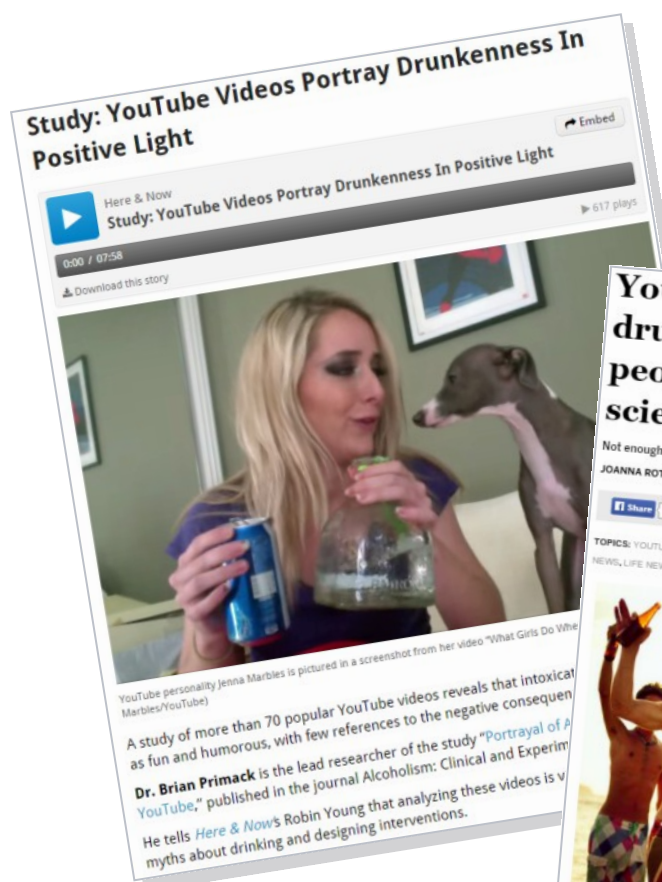 Study: YouTube Videos Portray Drunkenness In
Positive Light
Embed
Here & Now
Study: YouTube Videos Portray Drunkenness In Positive Light
0:00 / 07:58
617 plays
Download this story
YouTube personality Jenna Marbles is pictured in a screenshot from her video "What Girls Do Whe
Marbles/YouTube)
A study of more than 70 popular YouTube videos reveals that intoxicat
as fun and humorous, with few references to the negative consequen
Dr. Brian Primack is the lead researcher of the study "Portrayal of A
YouTube," published in the journal Alcoholism: Clinical and Experim
He tells Here & Now's Robin Young that analyzing these videos is v
myths about drinking and designing interventions.
Yo
dru
peo
scie
Not enough
JOANNA ROT
Share
TOPICS: YOUTU
NEWS, LIFE NEW